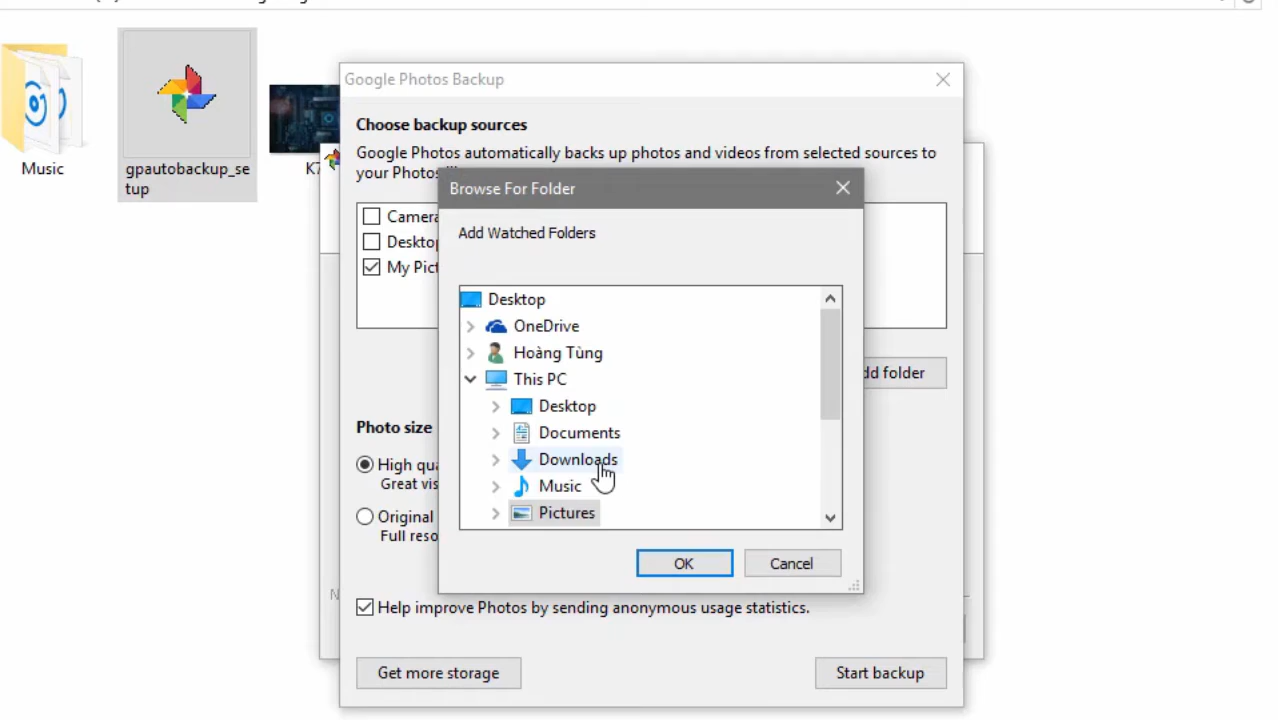 Google Photos Backup
Choose backup sources
Google Photos automatically backs up photos and videos from selected sources to
your Photos
Camera
Desktop
My Pict
dd folder
Photo size
High qua
Great vis
Original
Full reso
Help improve Photos by sending anonymous usage statistics.
Get more storage
Start backup
Browse For Folder
Add Watched Folders
Desktop
OneDrive
Hoàng Tùng
This PC
Desktop
Documents
Downloads
Music
Pictures
OK
Cancel
Music
gpautobackup_se
tup